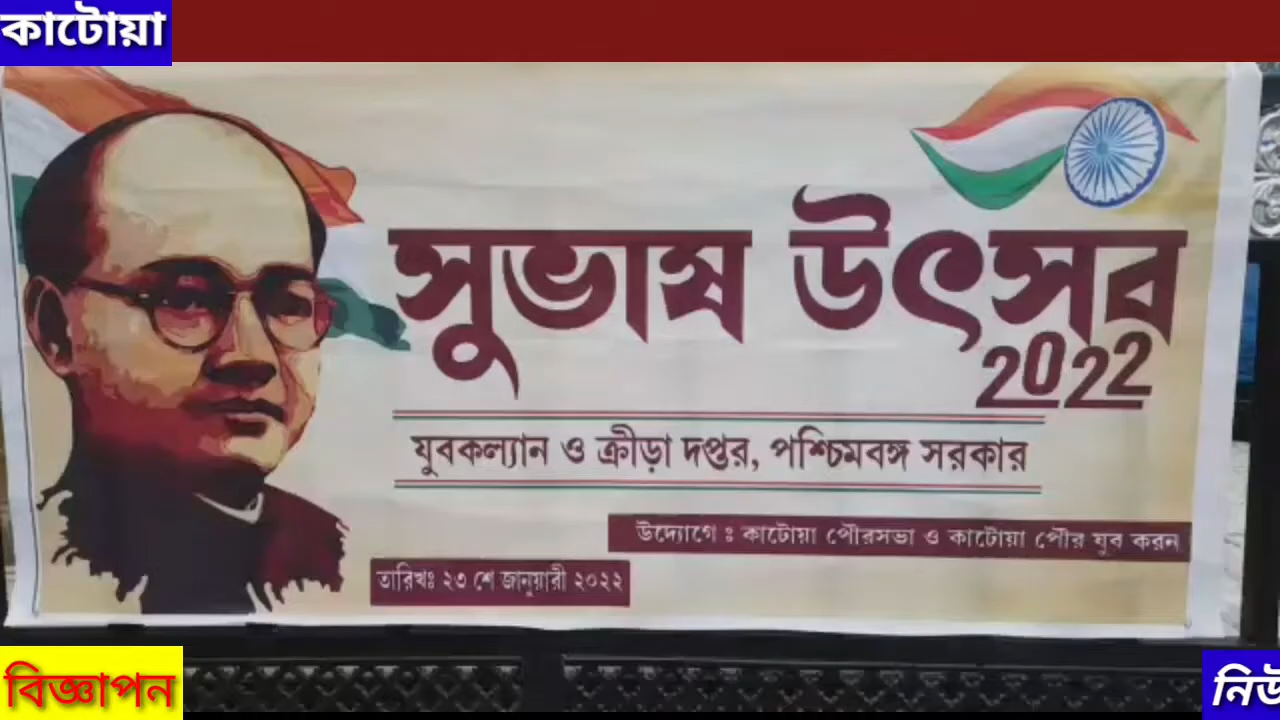 কাটোয়া
সুভাষ উৎসব
2022
যুবকল্যান ও ক্রীড়া দপ্তর, পশ্চিমবঙ্গ সরকার
উদ্যোগে ঃ কাটোয়া পৌরসভা ও কাটোয়া পৌর যুব করন
তারিখঃ ২৩ শে জানুয়ারী ২০২২
বিজ্ঞাপন
নিউ